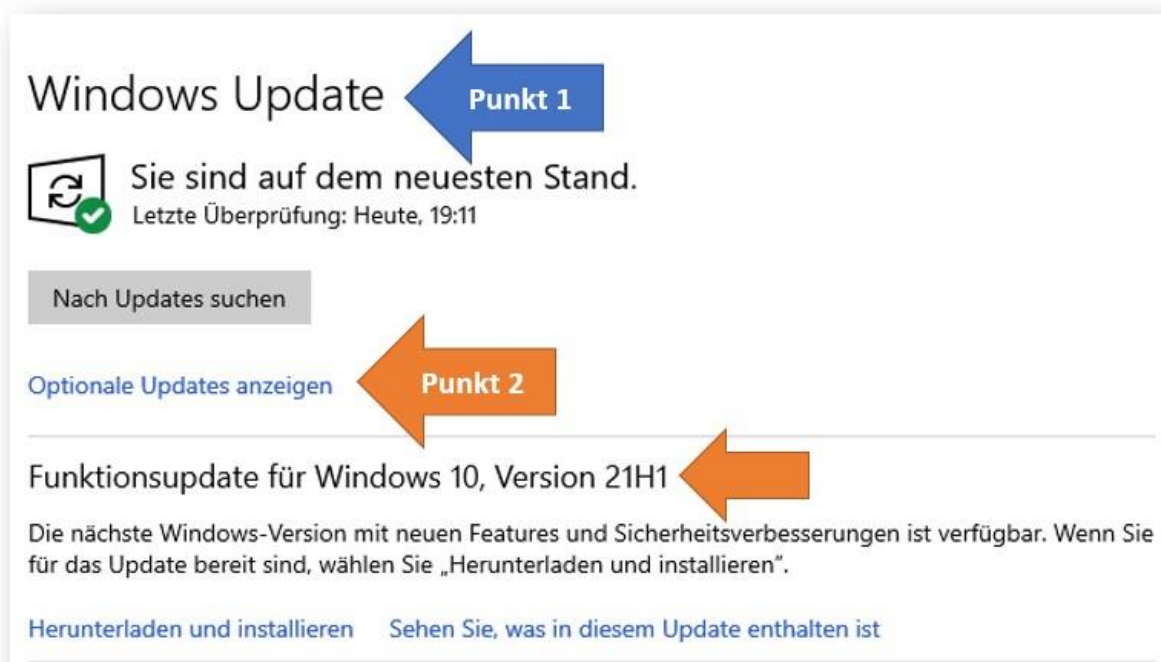 Windows Update
Punkt 1
Sie sind auf dem neuesten Stand.
Letzte Überprüfung: Heute, 19:11
Nach Updates suchen
Optionale Updates anzeigen
Punkt 2
Funktionsupdate für Windows 10, Version 21H1
Die nächste Windows-Version mit neuen Features und Sicherheitsverbesserungen ist verfügbar. Wenn Sie
für das Update bereit sind, wählen Sie „Herunterladen und installieren“.
Herunterladen und installieren Sehen Sie, was in diesem Update enthalten ist